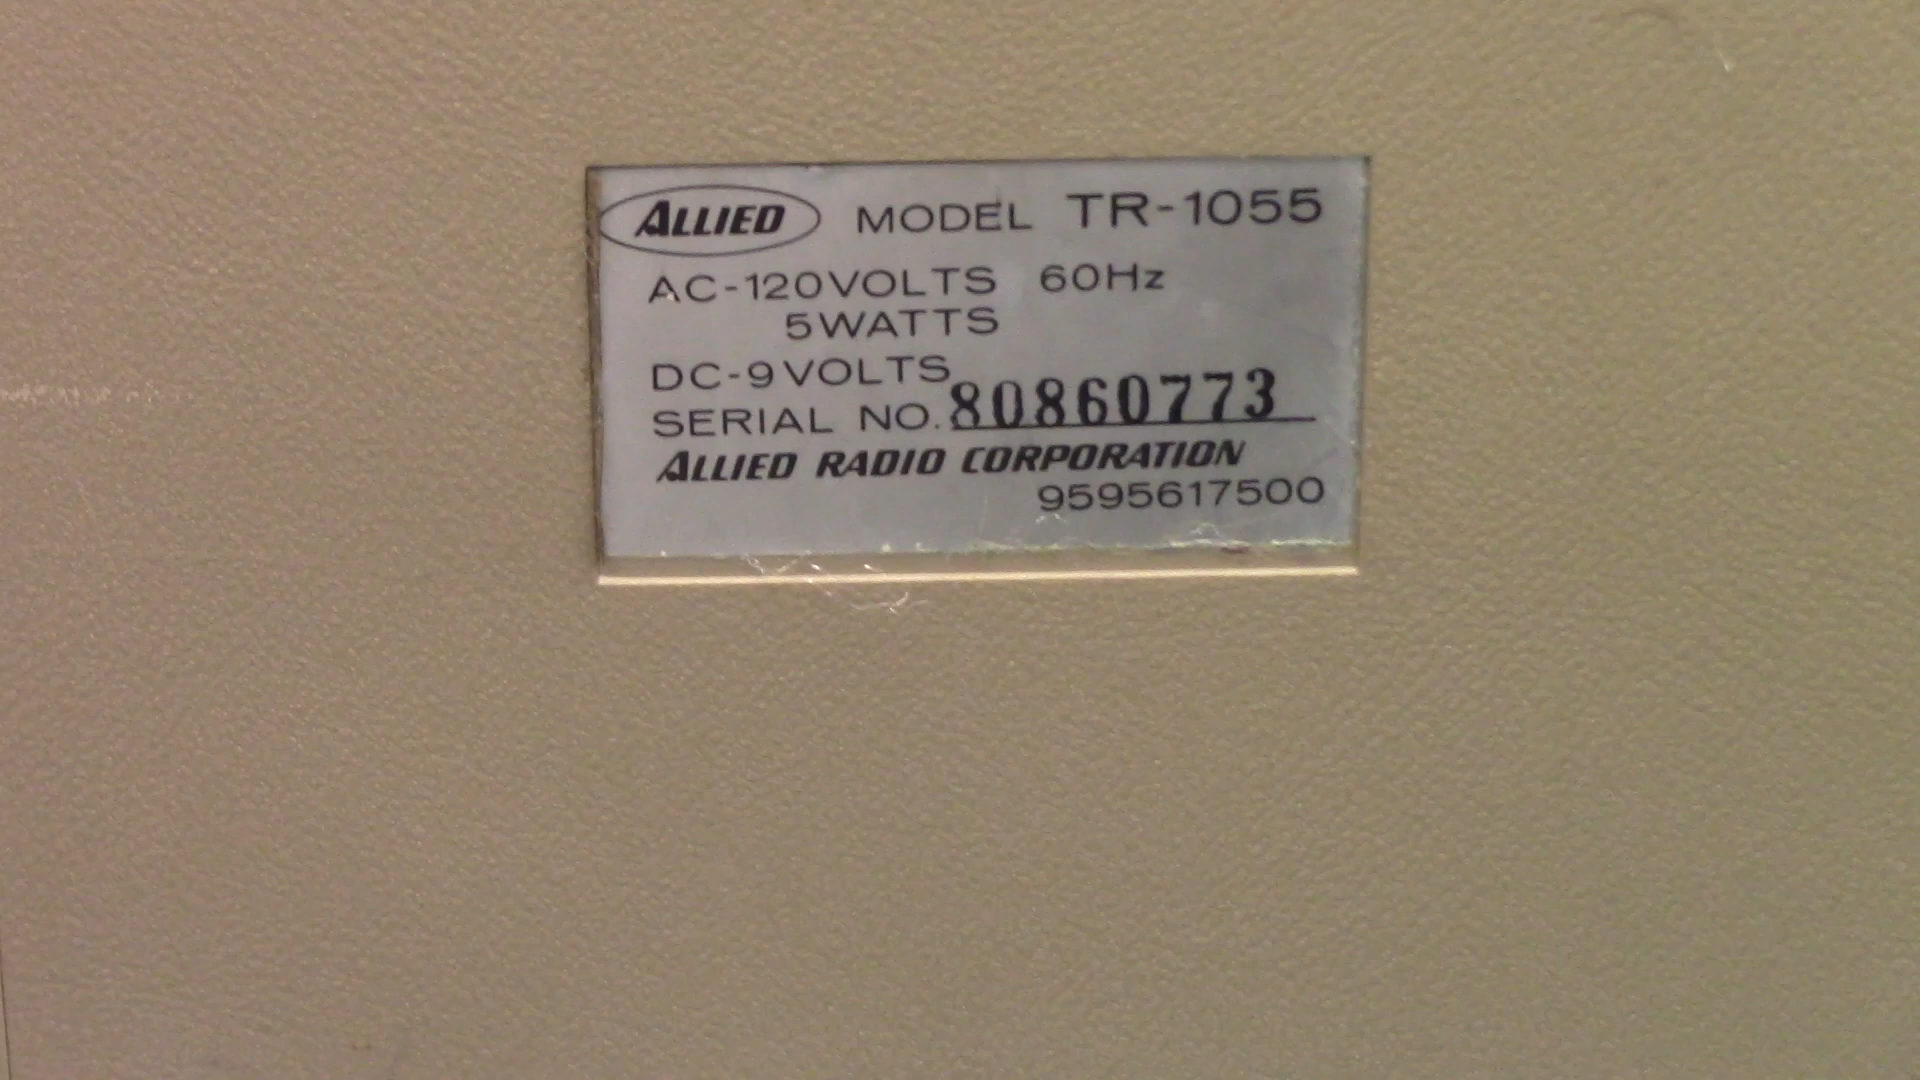 ALLIED MODEL TR-1055
AC-120VOLTS 60Hz
5WATTS
DC-9VOLTS
SERIAL NO. 80860773
ALLIED RADIO CORPORATION
9595617500